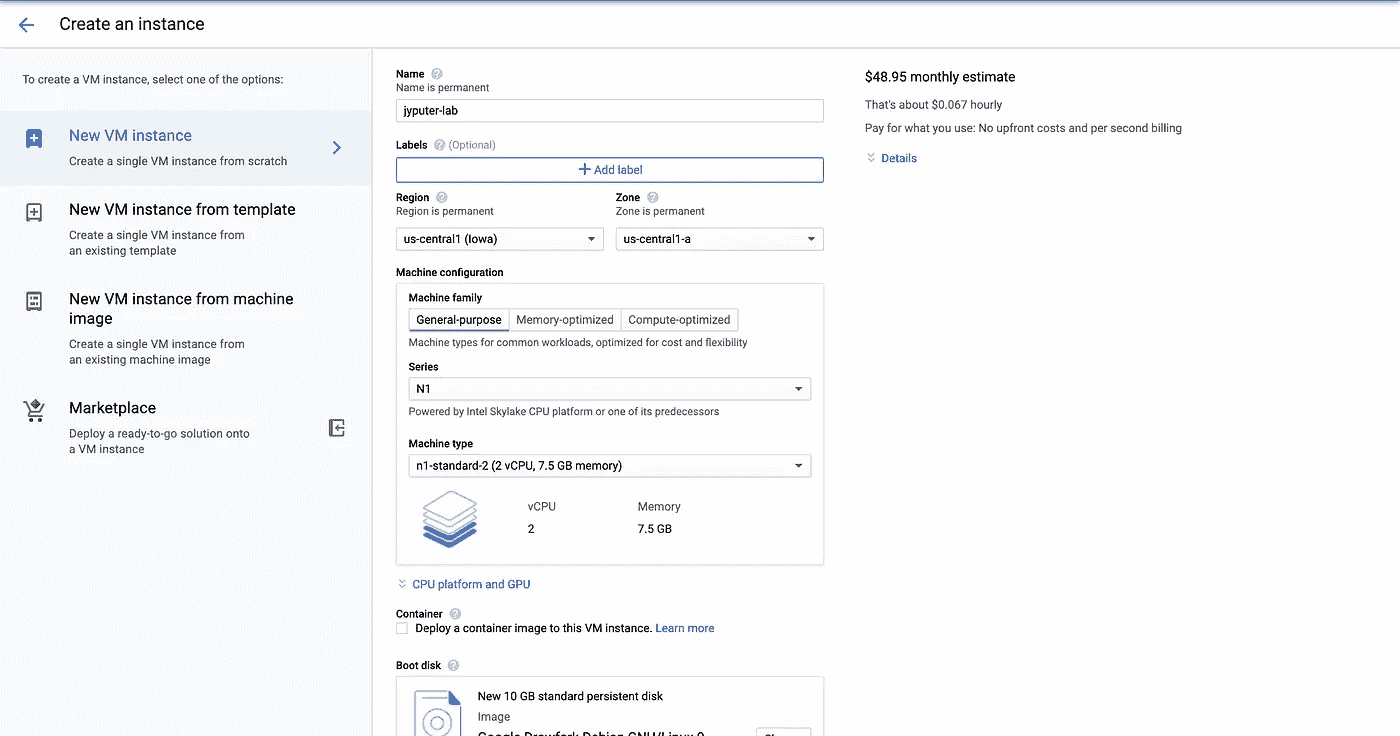 Create an instance
To create a VM instance, select one of the options:
New VM instance
Create a single VM instance from scratch
New VM instance from template
Create a single VM instance from
an existing template
New VM instance from machine
image
Create a single VM instance from
an existing machine image
Marketplace
Deploy a ready-to-go solution onto
a VM instance
Name
Name is permanent
jyputer-lab
Labels (Optional)
Add label
Region
Region is permanent
us-central1 (Iowa)
Zone
Zone is permanent
us-central1-a
Machine configuration
Machine family
General-purpose Memory-optimized Compute-optimized
Machine types for common workloads, optimized for cost and flexibility
Series
N1
Powered by Intel Skylake CPU platform or one of its predecessors
Machine type
n1-standard-2 (2 vCPU, 7.5 GB memory)
vCPU Memory
2 7.5 GB
CPU platform and GPU
Container
Deploy a container image to this VM instance. Learn more
Boot disk
New 10 GB standard persistent disk
Image
$48.95 monthly estimate
That's about $0.067 hourly
Pay for what you use: No upfront costs and per second billing
Details